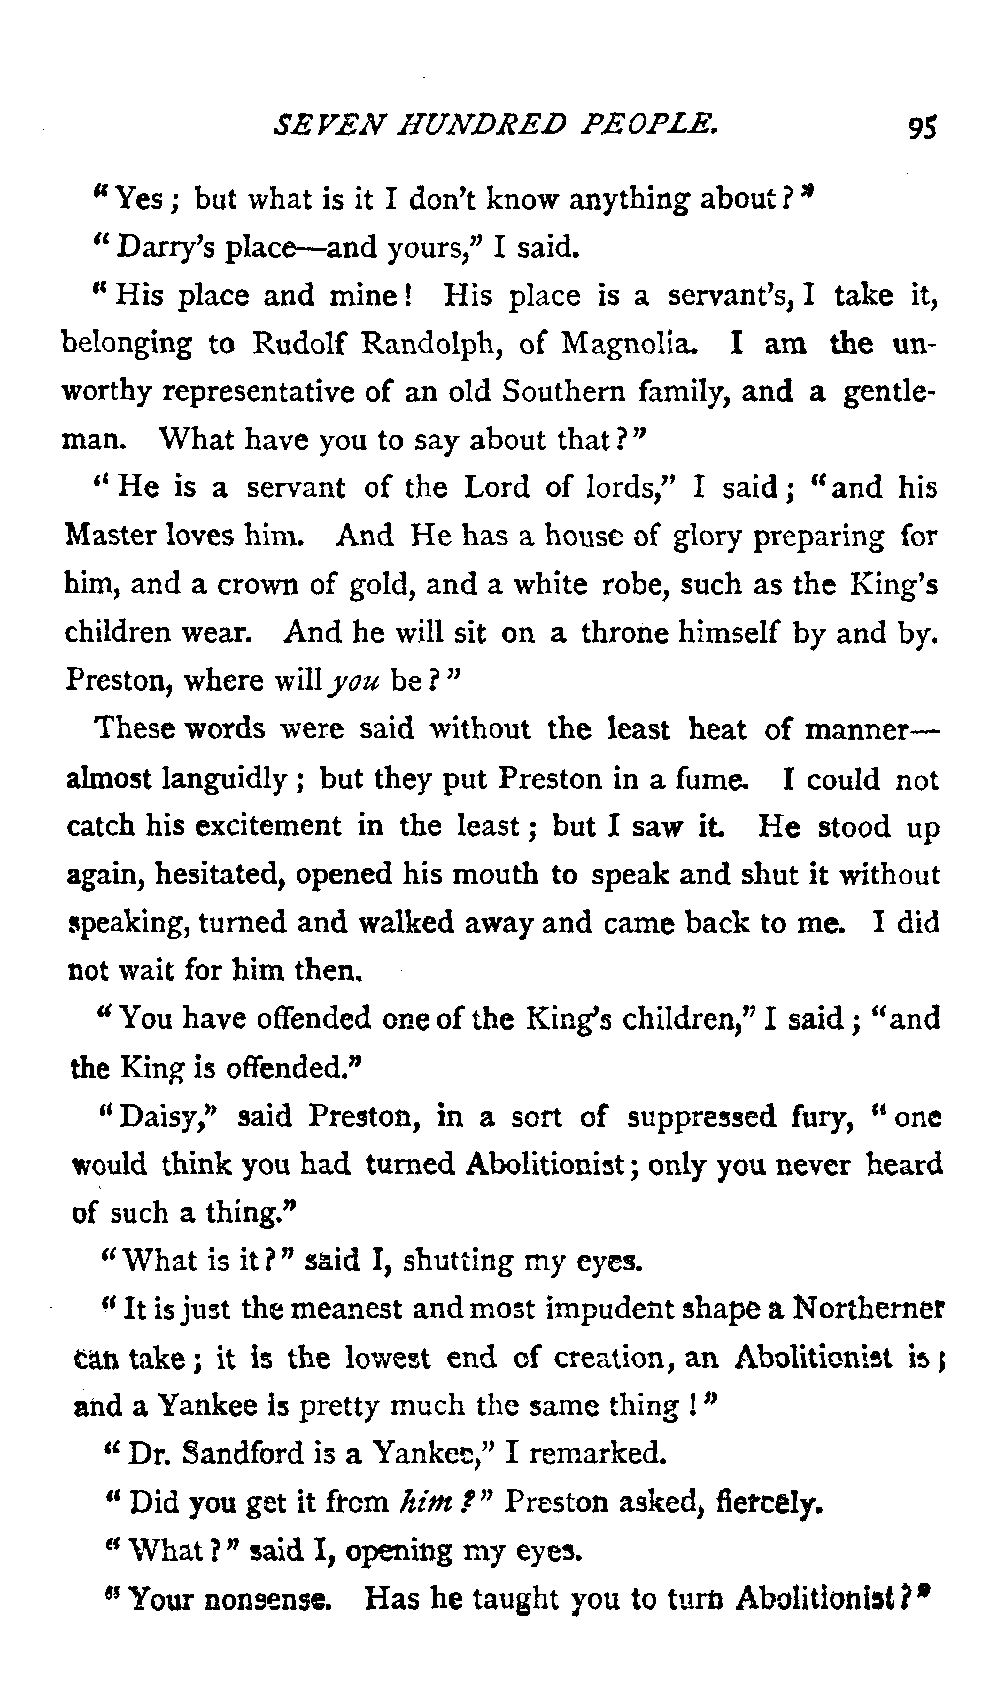 SEVEN HUNDRED PEOPLE. 95
"Yes; but what is it I don't know anything about?"
"Darry's place—and yours," I said.
"His place and mine! His place is a servant's, I take it,
belonging to Rudolf Randolph, of Magnolia. I am the un-
worthy representative of an old Southern family, and a gentle-
man. What have you to say about that?"
"He is a servant of the Lord of lords," I said; "and his
Master loves him. And He has a house of glory preparing for
him, and a crown of gold, and a white robe, such as the King's
children wear. And he will sit on a throne himself by and by.
Preston, where will you be?"
These words were said without the least heat of manner—
almost languidly; but they put Preston in a fume. I could not
catch his excitement in the least; but I saw it. He stood up
again, hesitated, opened his mouth to speak and shut it without
speaking, turned and walked away and came back to me. I did
not wait for him then.
"You have offended one of the King's children," I said; "and
the King is offended."
"Daisy," said Preston, in a sort of suppressed fury, "one
would think you had turned Abolitionist; only you never heard
of such a thing."
"What is it?" said I, shutting my eyes.
"It is just the meanest and most impudent shape a Northerner
can take; it is the lowest end of creation, an Abolitionist is;
and a Yankee is pretty much the same thing!"
"Dr. Sandford is a Yankee," I remarked.
"Did you get it from him?" Preston asked, fiercely.
"What?" said I, opening my eyes.
"Your nonsense. Has he taught you to turn Abolitionist?"